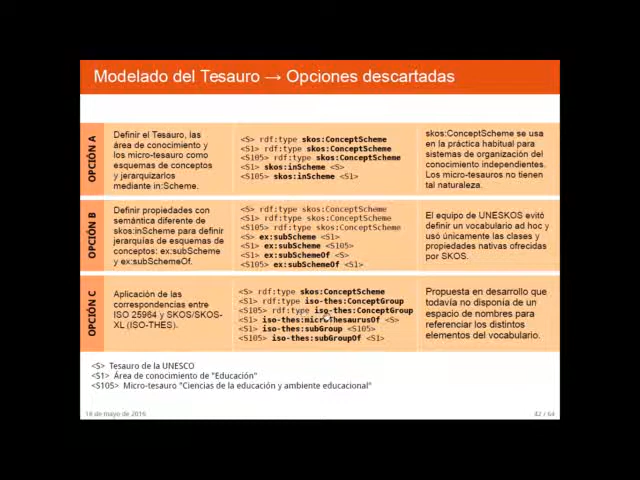 Modelado del Tesauro → Opciones descartadas
OPCIÓN A
Definir el Tesauro, las
área de conocimiento y
los micro-tesauro como
esquemas de conceptos
y jerarquizarlos
mediante in:Scheme.
<S> rdf:type skos:ConceptScheme
<S1> rdf:type skos:ConceptScheme
<S105> rdf:type skos:ConceptScheme
<S1> skos:inScheme <S>
<S105> skos:inScheme <S1>
skos:ConceptScheme se usa
en la práctica habitual para
sistemas de organización del
conocimiento independientes.
Los micro-tesauros no tienen
tal naturaleza.
OPCIÓN B
Definir propiedades con
semántica diferente de
skos:inScheme para definir
jerarquías de esquemas de
conceptos: ex:subScheme
y ex:subSchemeOf.
<S> rdf:type skos:ConceptScheme
<S1> rdf:type skos:ConceptScheme
<S105> rdf:type skos:ConceptScheme
<S> ex:subScheme <S1>
<S1> ex:subScheme <S105>
<S1> ex:subSchemeOf <S>
<S105> ex:subSchemeOf <S1>
El equipo de UNESKOS evitó
definir un vocabulario ad hoc y
usó únicamente las clases y
propiedades nativas ofrecidas
por SKOS.
OPCIÓN C
Aplicación de las
correspondencias entre
ISO 25964 y SKOS/SKOS-
XL (ISO-THES).
<S> rdf:type skos:ConceptScheme
<S1> rdf:type iso-thes:ConceptGroup
<S105> rdf:type iso-thes:ConceptGroup
<S1> iso-thes:microThesaurusOf <S>
<S1> iso-thes:subGroup <S105>
<S105> iso-thes:subGroupOf <S1>
Propuesta en desarrollo que
todavía no disponía de un
espacio de nombres para
referenciar los distintos
elementos del vocabulario.
<S> Tesauro de la UNESCO
<S1> Área de conocimiento de "Educación"
<S105> Micro-tesauro "Ciencias de la educación y ambiente educacional"
18 de mayo de 2016
42 / 64